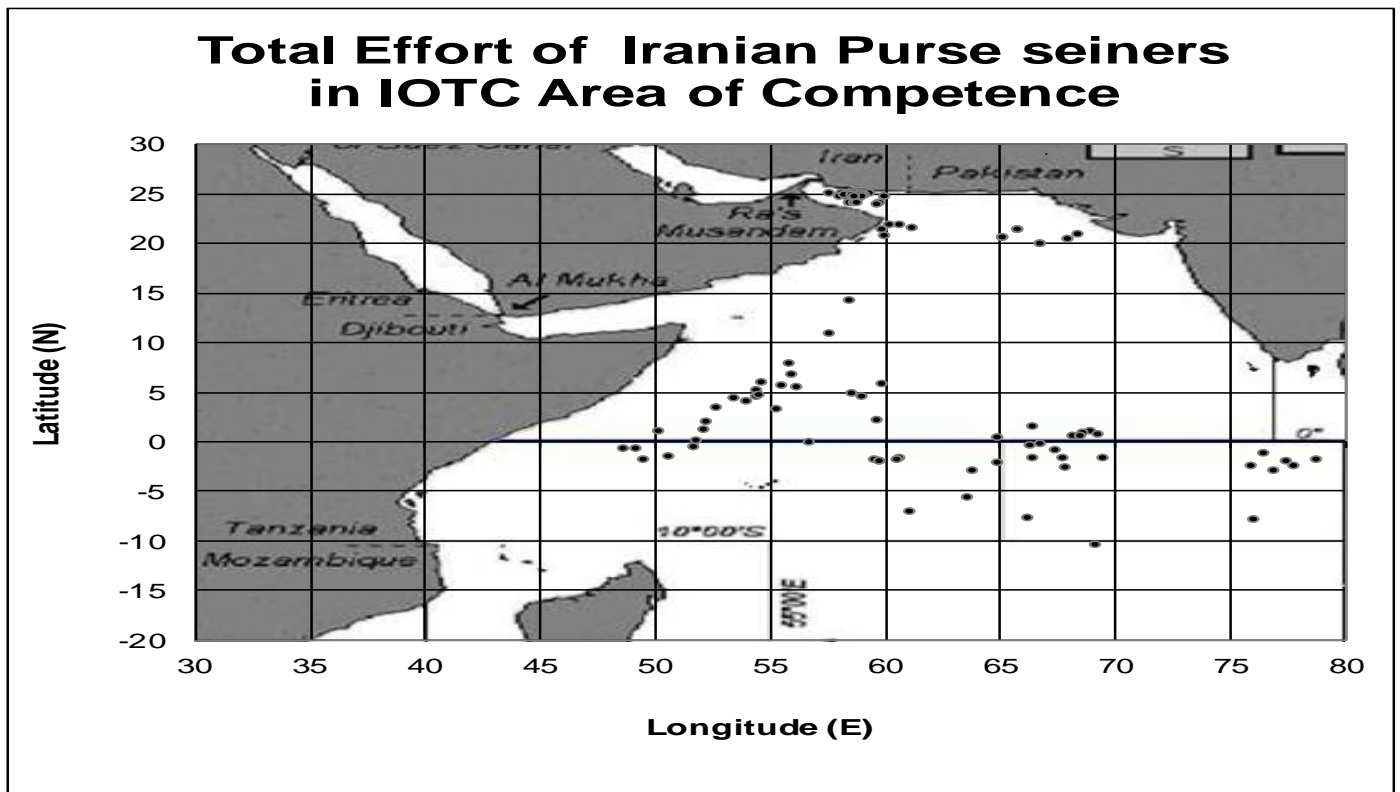 Total Effort of Iranian Purse seiners
in IOTC Area of Competence
Latitude (N)
30
25
20
15
10
5
0
-5
-10
-15
-20
Iran
Pakistan
S
Ra's
Musandam
Al Mukha
Eritrea
Djibouti
0°
Tanzania
Mozambique
10°00'S
55°00'E
30 35 40 45 50 55 60 65 70 75 80
Longitude (E)